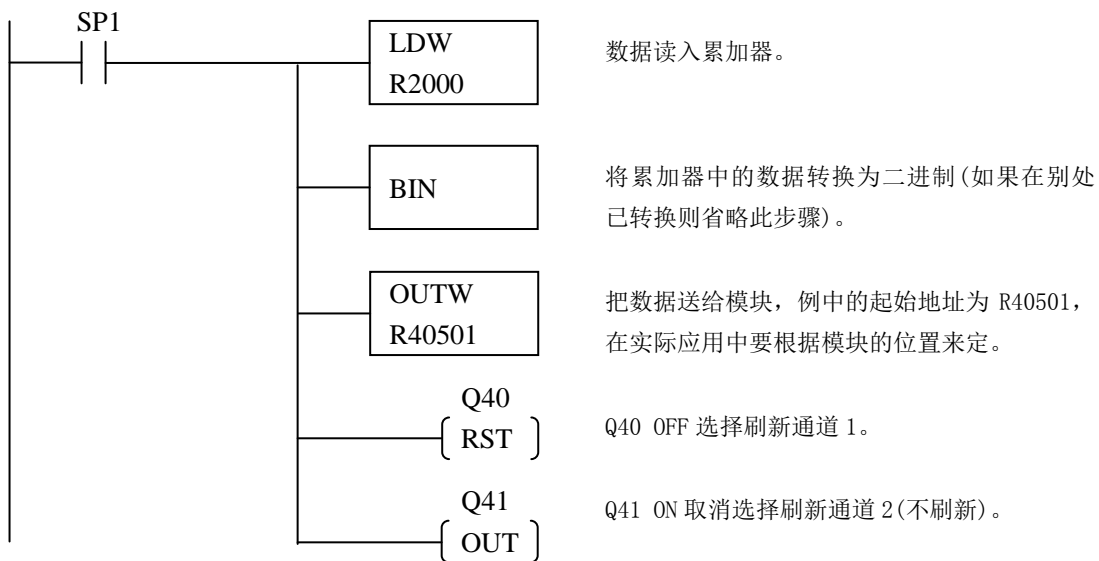 SP1
LDW
R2000
数据读入累加器。
BIN
将累加器中的数据转换为二进制(如果在别处
已转换则省略此步骤)。
OUTW
R40501
把数据送给模块，例中的起始地址为 R40501，
在实际应用中要根据模块的位置来定。
Q40
RST
Q40 OFF 选择刷新通道 1。
Q41
OUT
Q41 ON 取消选择刷新通道 2(不刷新)。